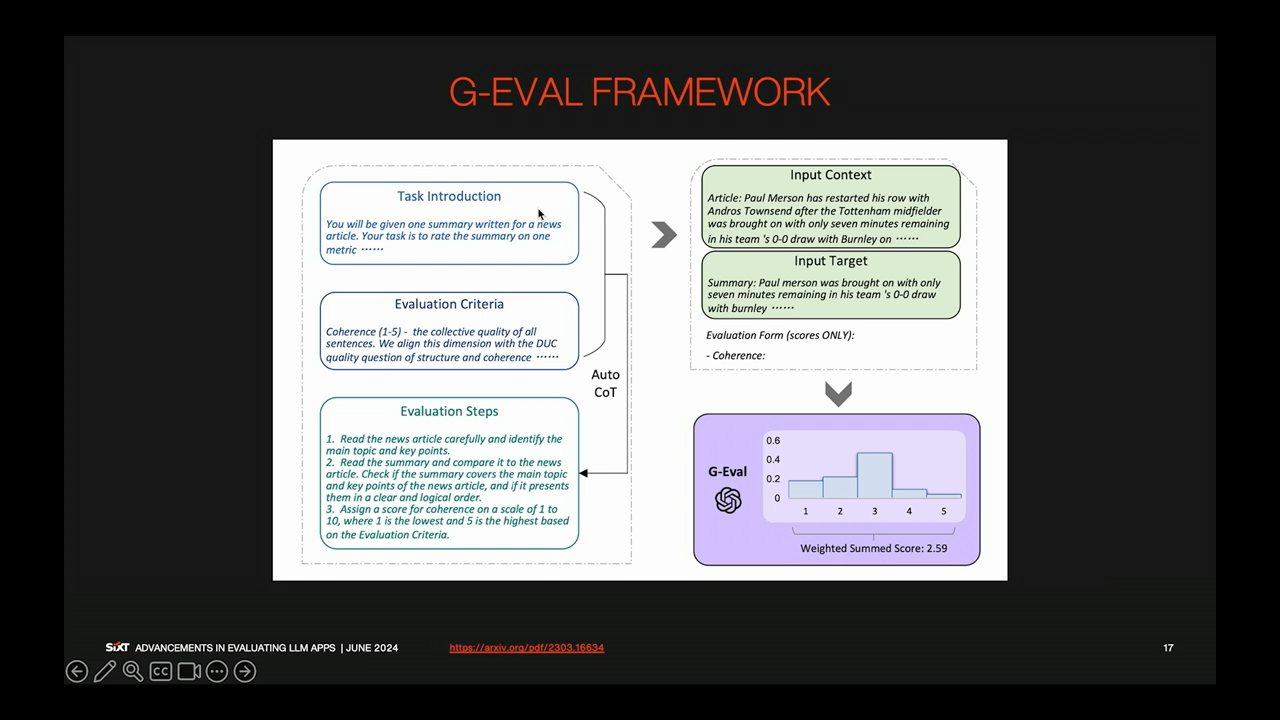 G-EVAL FRAMEWORK
Task Introduction
You will be given one summary written for a news
article. Your task is to rate the summary on one
metric ······
Evaluation Criteria
Coherence (1-5) - the collective quality of all
sentences. We align this dimension with the DUC
quality question of structure and coherence ······
Auto
CoT
Evaluation Steps
1. Read the news article carefully and identify the
main topic and key points.
2. Read the summary and compare it to the news
article. Check if the summary covers the main topic
and key points of the news article, and if it presents
them in a clear and logical order.
3. Assign a score for coherence on a scale of 1 to
10, where 1 is the lowest and 5 is the highest based
on the Evaluation Criteria.
Input Context
Article: Paul Merson has restarted his row with
Andros Townsend after the Tottenham midfielder
was brought on with only seven minutes remaining
in his team 's 0-0 draw with Burnley on ······
Input Target
Summary: Paul merson was brought on with only
seven minutes remaining in his team 's 0-0 draw
with burnley ······
Evaluation Form (scores ONLY):
- Coherence:
G-Eval
0.6
0.4
0.2
0
1 2 3 4 5
Weighted Summed Score: 2.59
SIXT ADVANCEMENTS IN EVALUATING LLM APPS | JUNE 2024
https://arxiv.org/pdf/2303.16634
17
CC